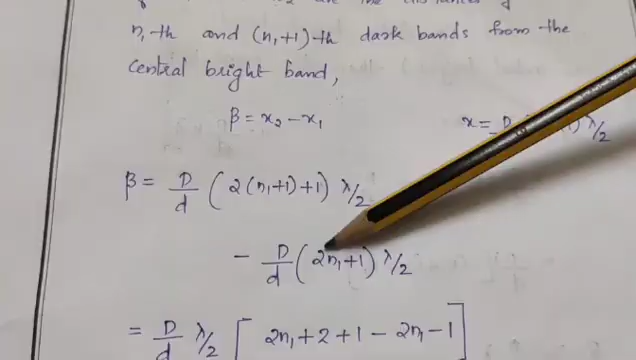 n₁-th and (n₁+1)-th dark bands from the
central bright band,
β = x₂ - x₁
x = D λ/2
β = D/d (2(n₁+1)+1) λ/2
- D/d (2n₁+1) λ/2
= D/d λ/2 [2n₁+2+1-2n₁-1]